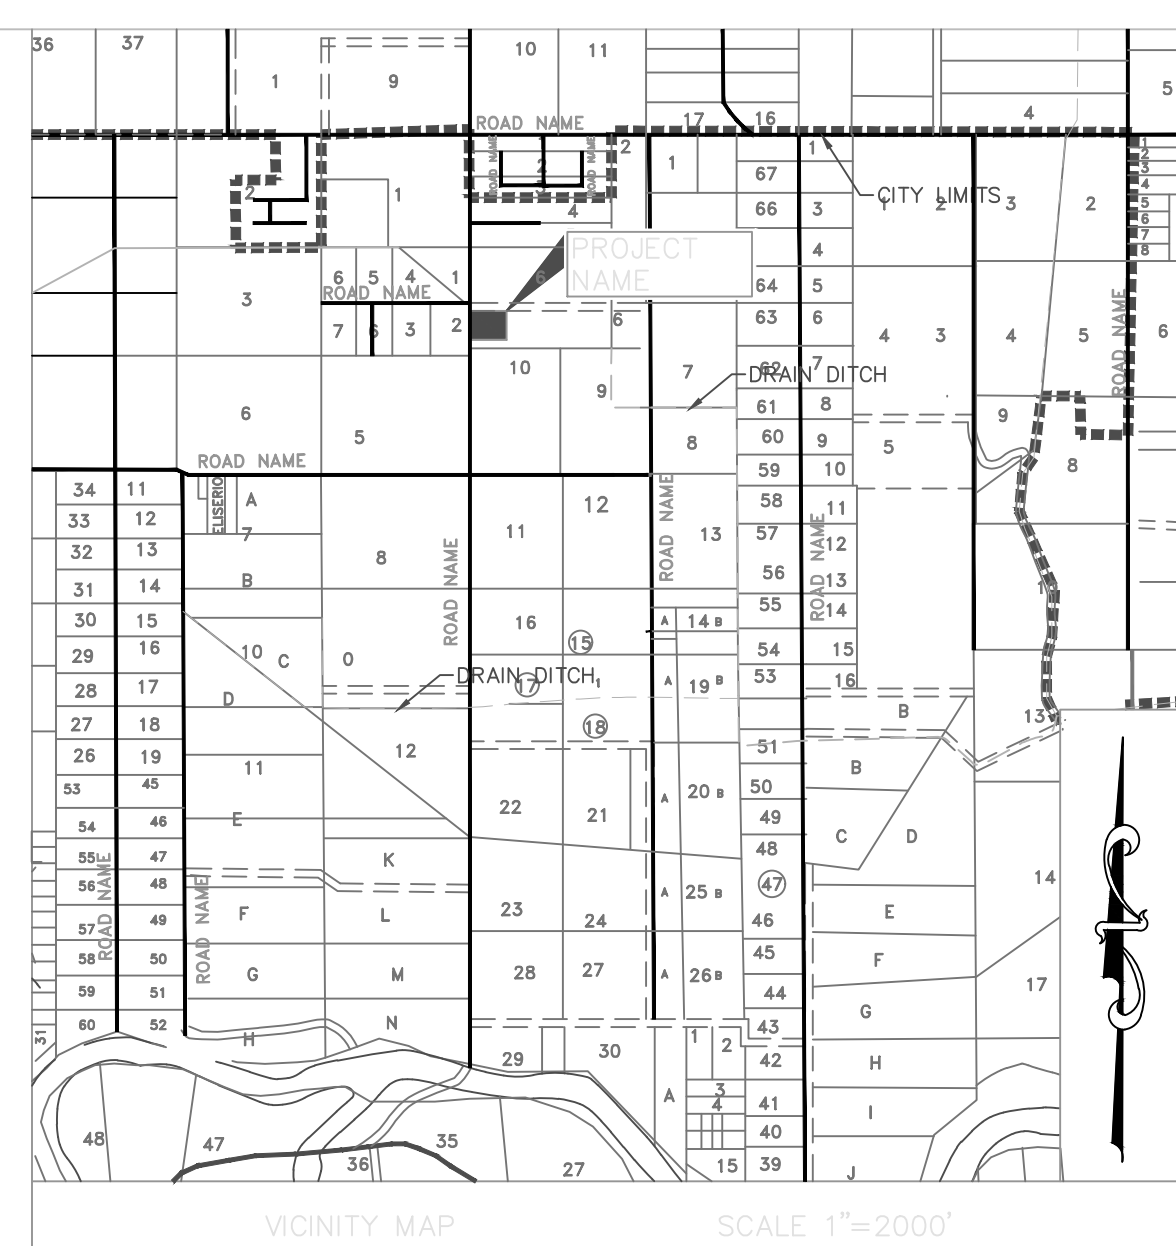 36 37 1 9 10 11 5
17 16 4
ROAD NAME
1 2 3 4 5 6 7 8
2 1 ROAD NAME 2 3 ROAD NAME 2 1 67 1
CITY LIMITS
4 66 3 1 2 3 2
PROJECT
NAME
4
3 6 5 4 1 6 64 5
ROAD NAME
7 6 3 2 6 63 6 4 3 4 5 ROAD NAME 6
10 7 62 7
DRAIN DITCH
6 5 9 61 8 9
8 60 9 5 8
ROAD NAME
59 10
34 11 ELISERIO A 12 ROAD NAME 58 11
33 12 7 11 13 57 ROAD NAME 12
32 13 8 ROAD NAME
31 14 B 56 13 1
30 15 16 A 14 B 55 14
29 16 10 C 0 15 54 15
DRAIN DITCH
28 17 D 17 1 A 19 B 53 16
27 18 18 B 13
26 19 11 12 51 B
53 45 22 21 A 20 B 50
54 46 E 49 C D
55 47 K 48
56 48 47 14
ROAD NAME ROAD NAME
57 49 F L 23 24 A 25 B 46 E
58 50 G M 28 27 A 26 B 45 F
59 51 44 G 17
60 52 N 43
31 H 29 30 1 2 42 H
A 3 4 41 I
48 47 36 35 27 40
15 39 J
VICINITY MAP SCALE 1"=2000'